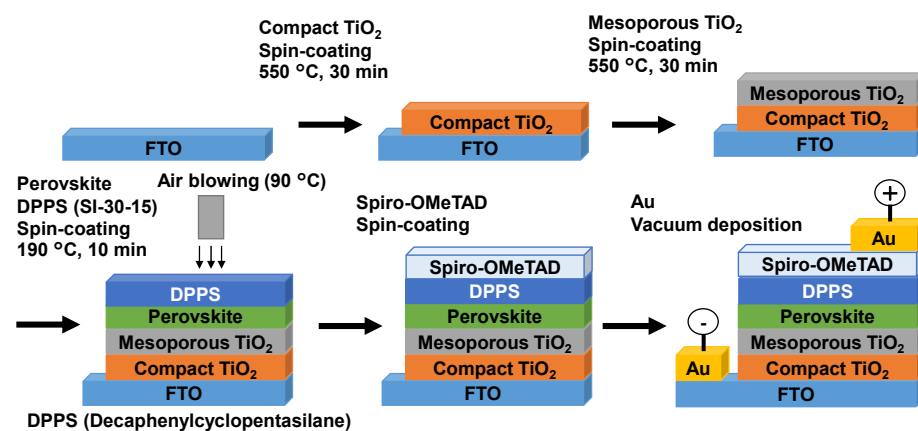 Compact TiO₂
Spin-coating
550 °C, 30 min
Mesoporous TiO₂
Spin-coating
550 °C, 30 min
FTO
Compact TiO₂
FTO
Mesoporous TiO₂
Compact TiO₂
FTO
Perovskite
DPPS (SI-30-15)
Spin-coating
190 °C, 10 min
Air blowing (90 °C)
DPPS
Perovskite
Mesoporous TiO₂
Compact TiO₂
FTO
DPPS (Decaphenylcyclopentasilane)
Spiro-OMeTAD
Spin-coating
Spiro-OMeTAD
DPPS
Perovskite
Mesoporous TiO₂
Compact TiO₂
FTO
Au
Vacuum deposition
+
Au
Spiro-OMeTAD
DPPS
Perovskite
Mesoporous TiO₂
Compact TiO₂
FTO
-
Au